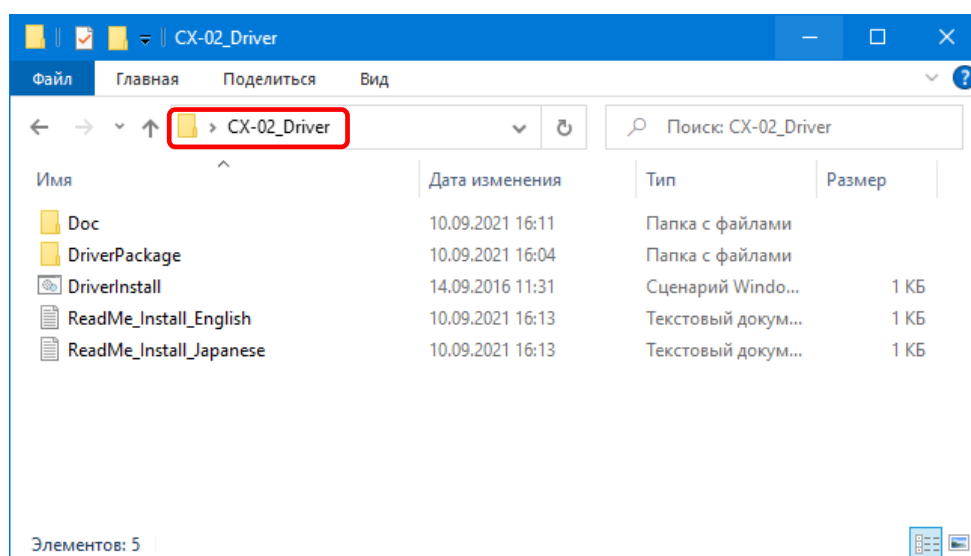 CX-02_Driver
Файл Главная Поделиться Вид
CX-02_Driver Поиск: CX-02_Driver
Имя Дата изменения Тип Размер
Doc 10.09.2021 16:11 Папка с файлами
DriverPackage 10.09.2021 16:04 Папка с файлами
DriverInstall 14.09.2016 11:31 Сценарий Windo... 1 КБ
ReadMe_Install_English 10.09.2021 16:13 Текстовый докум... 1 КБ
ReadMe_Install_Japanese 10.09.2021 16:13 Текстовый докум... 1 КБ
Элементов: 5